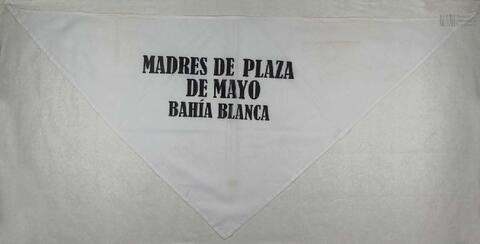 MADRES DE PLAZA
DE MAYO
BAHÍA BLANCA